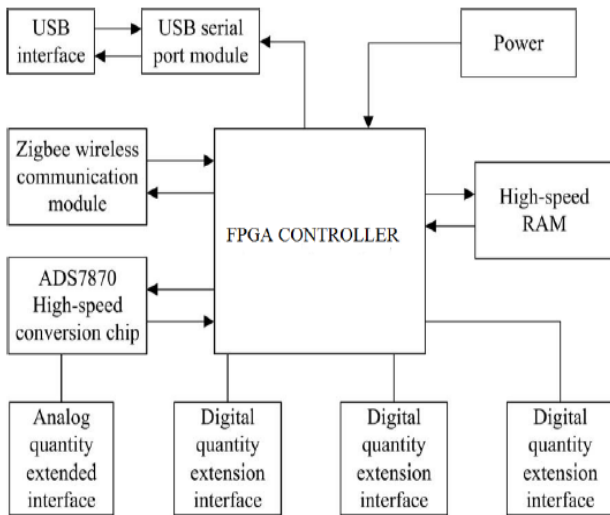 USB
interface
USB serial
port module
Power
Zigbee wireless
communication
module
FPGA CONTROLLER
High-speed
RAM
ADS7870
High-speed
conversion chip
Analog
quantity
extended
interface
Digital
quantity
extension
interface
Digital
quantity
extension
interface
Digital
quantity
extension
interface